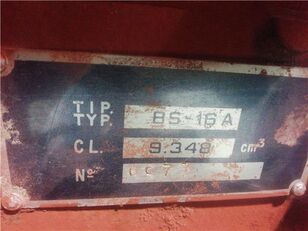 TIP.
TYP. BS-16A
CL. 9.348 cm³
Nº